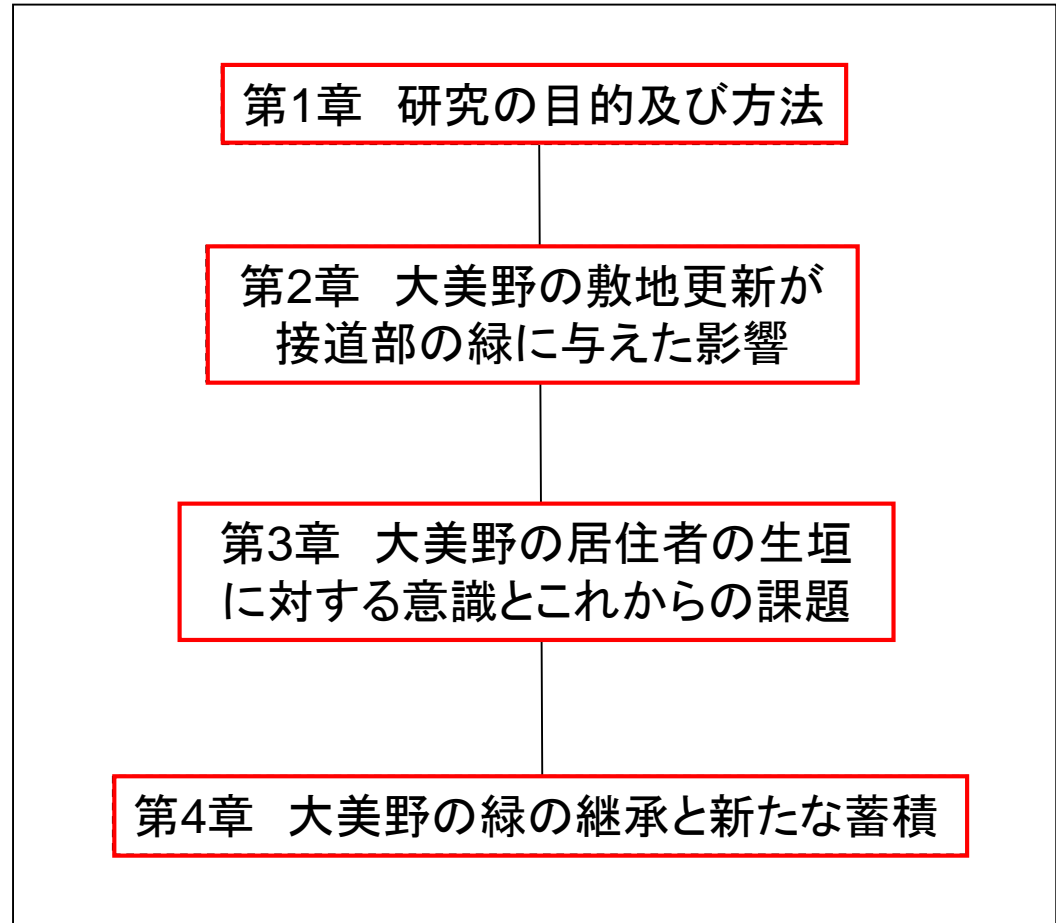 第1章　研究の目的及び方法
第2章　大美野の敷地更新が
接道部の緑に与えた影響
第3章　大美野の居住者の生垣
に対する意識とこれからの課題
第4章　大美野の緑の継承と新たな蓄積